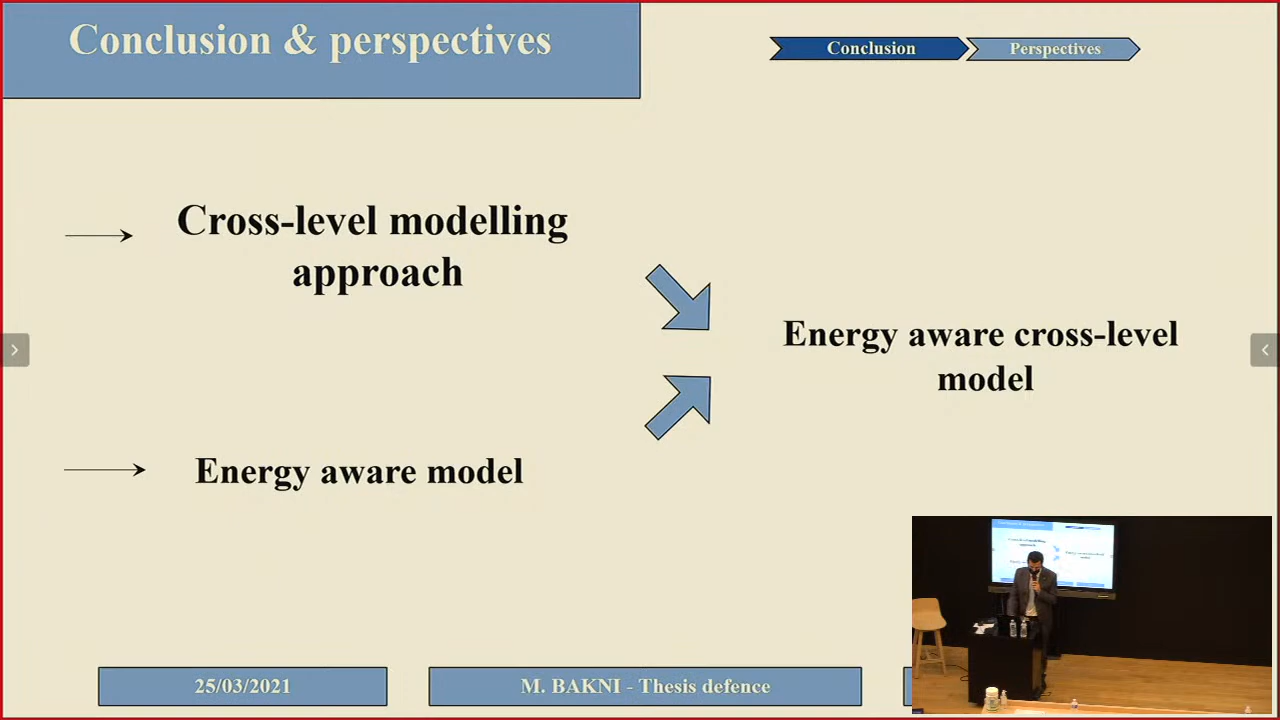 Conclusion & perspectives
Conclusion
Perspectives
Cross-level modelling
approach
Energy aware cross-level
model
Energy aware model
25/03/2021
M. BAKNI - Thesis defence